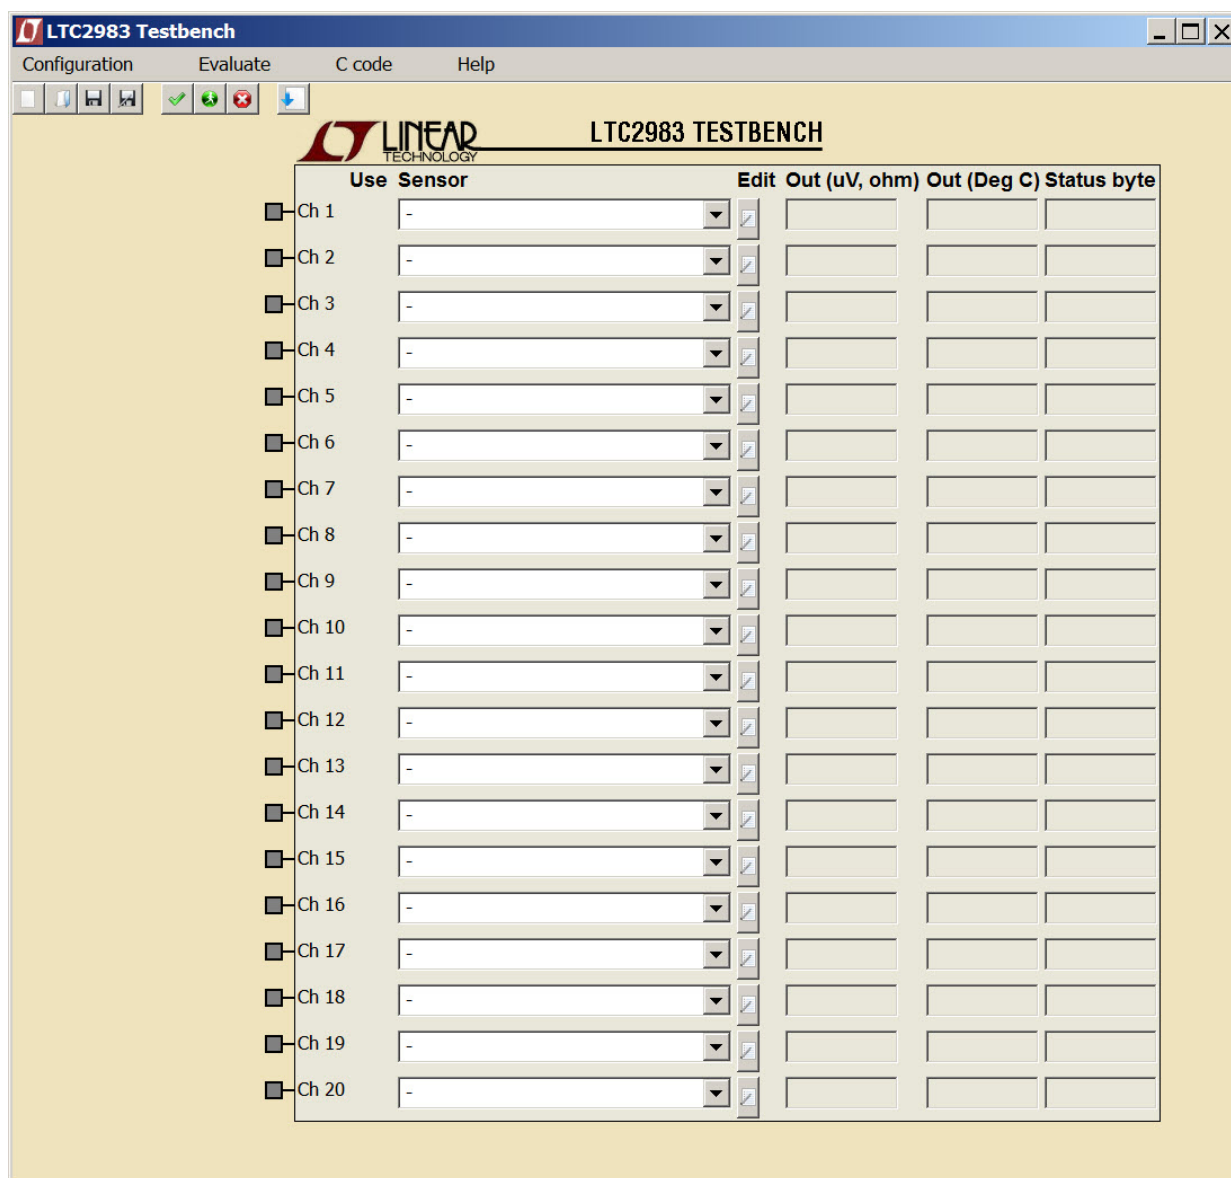 LTC2983 Testbench
Configuration Evaluate C code Help
LINEAR TECHNOLOGY
LTC2983 TESTBENCH
Use Sensor Edit Out (uV, ohm) Out (Deg C) Status byte
Ch 1 -
Ch 2 -
Ch 3 -
Ch 4 -
Ch 5 -
Ch 6 -
Ch 7 -
Ch 8 -
Ch 9 -
Ch 10 -
Ch 11 -
Ch 12 -
Ch 13 -
Ch 14 -
Ch 15 -
Ch 16 -
Ch 17 -
Ch 18 -
Ch 19 -
Ch 20 -